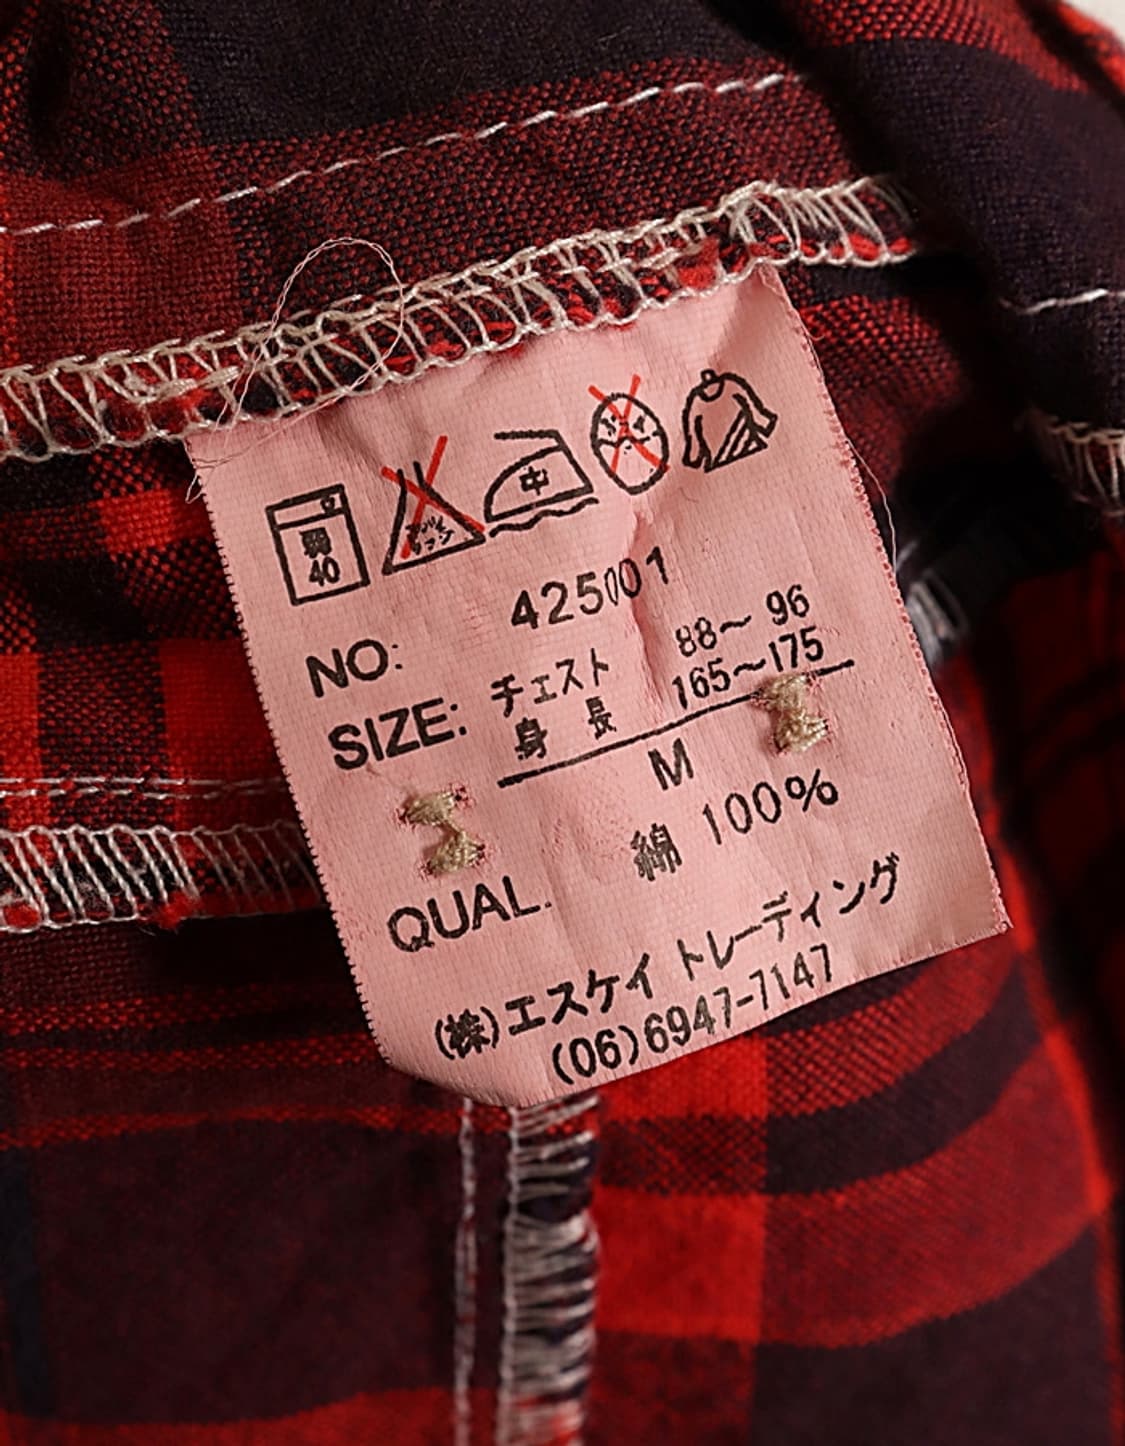 弱
40
中
NO: 425001
SIZE: チェスト 88〜96
身長 165〜175
M
QUAL. 綿 100%
(株)エスケイトレーディング
(06)6947-7147